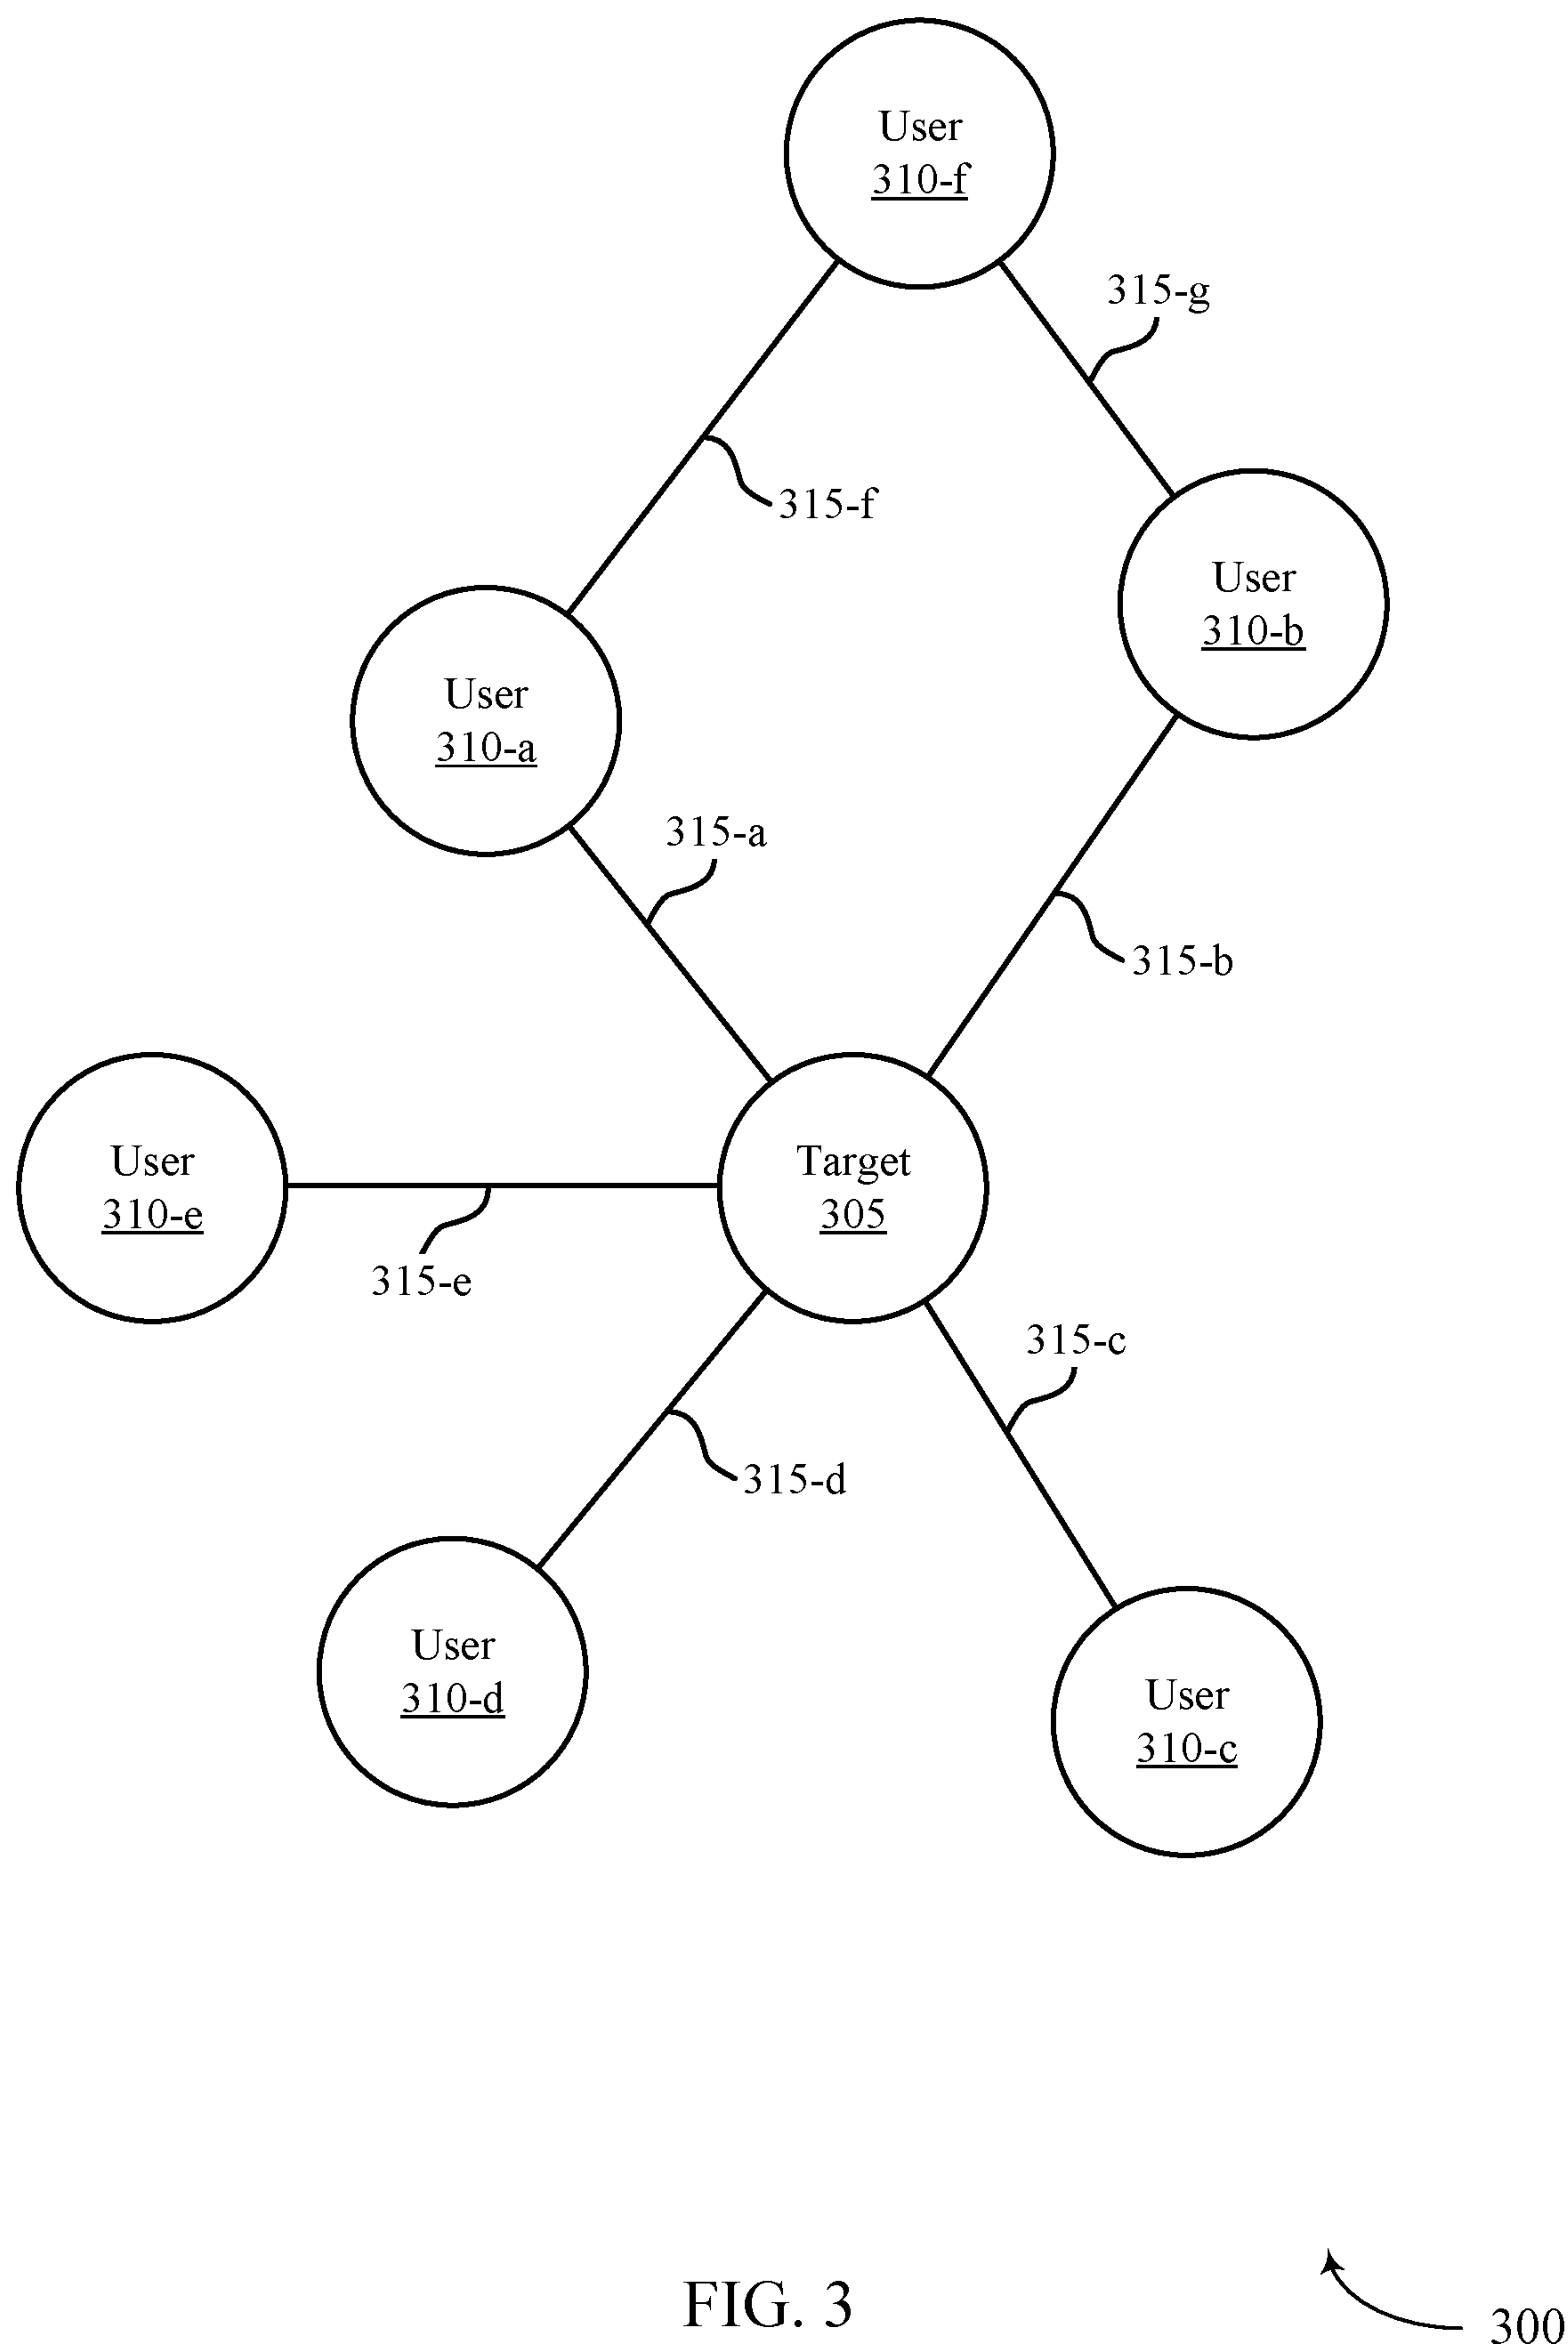 User
310-f
315-g
315-f
User
310-b
User
310-a
315-a
315-b
User
310-e
Target
305
315-e
315-c
315-d
User
310-d
User
310-c
FIG. 3
300